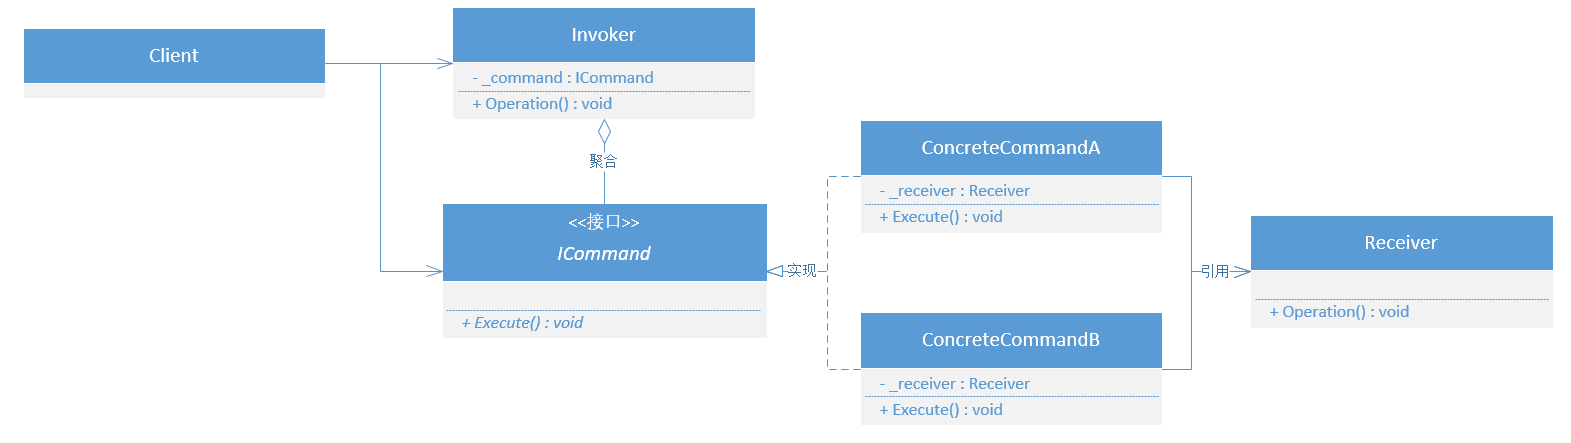 Client
Invoker
- _command : ICommand
+ Operation() : void
聚合
<<接口>>
ICommand
+ Execute() : void
实现
ConcreteCommandA
- _receiver : Receiver
+ Execute() : void
ConcreteCommandB
- _receiver : Receiver
+ Execute() : void
引用
Receiver
+ Operation() : void